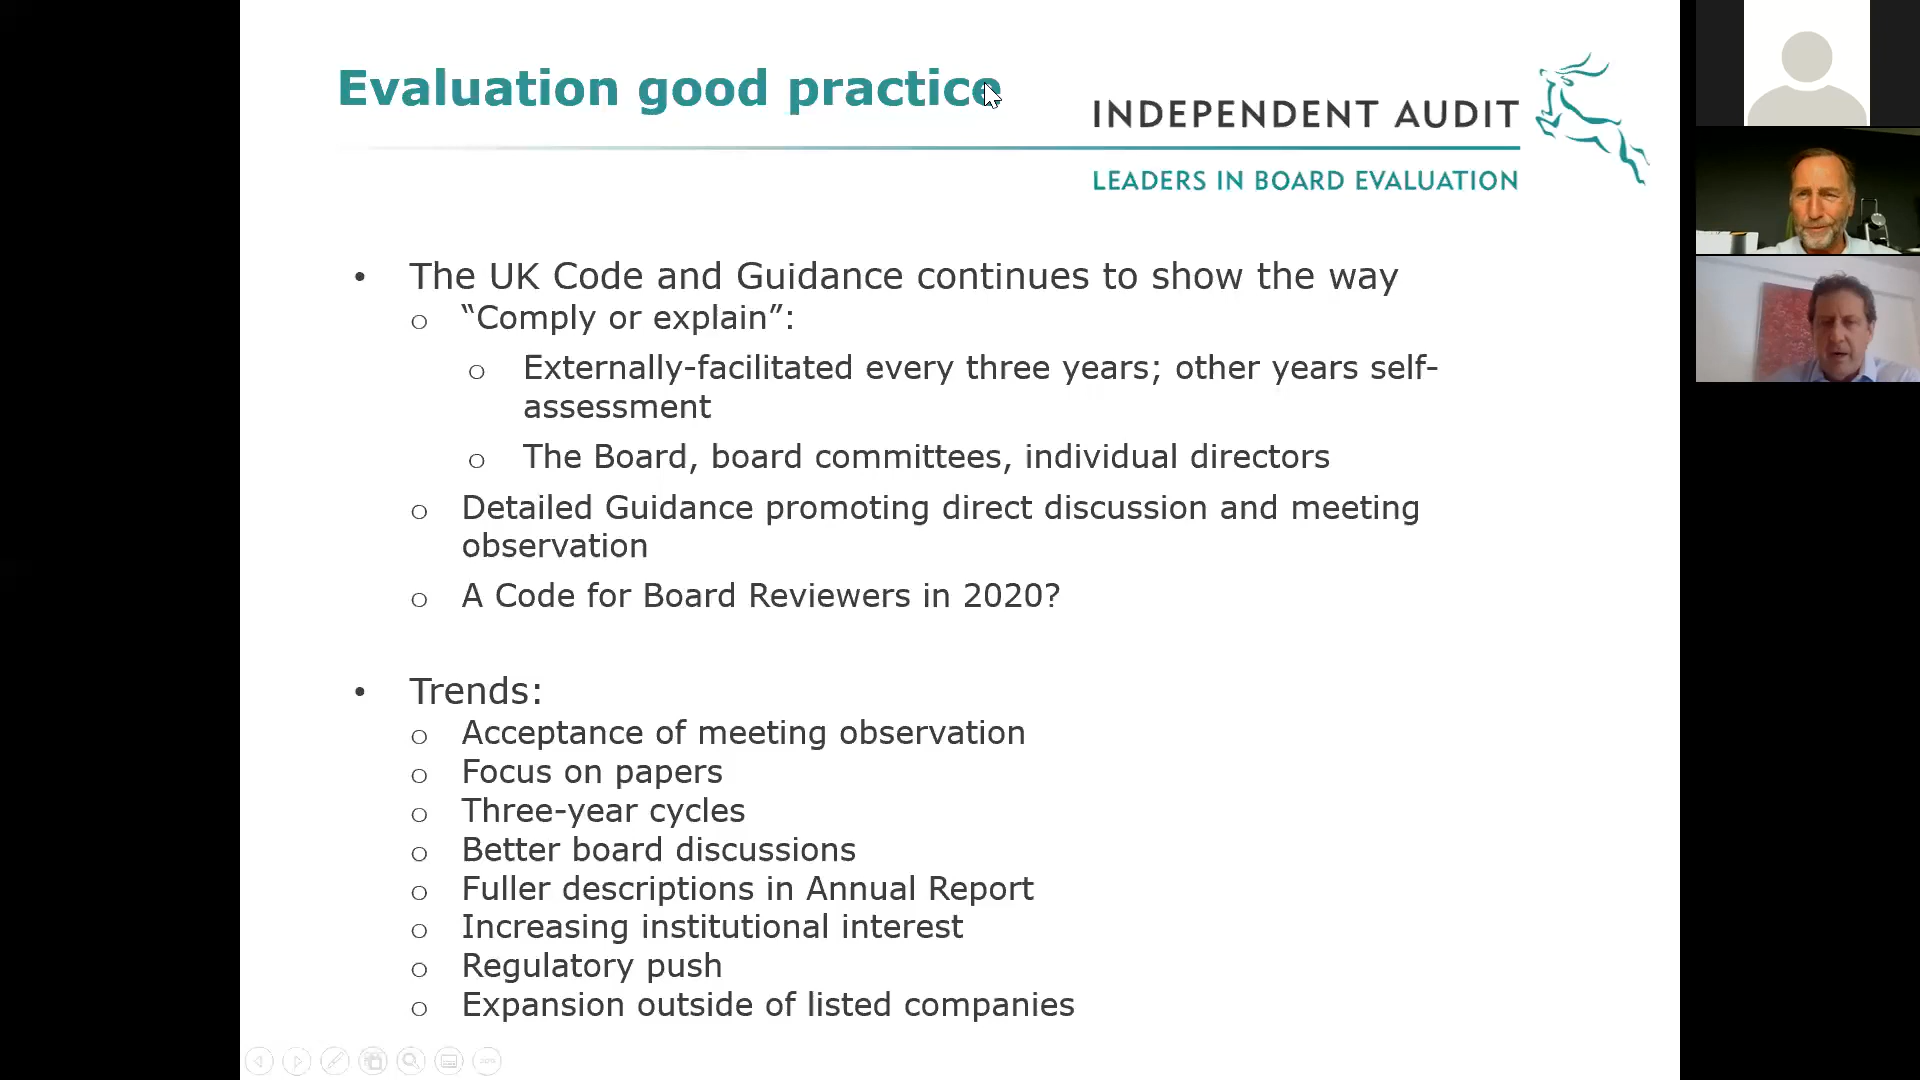 Evaluation good practice
INDEPENDENT AUDIT
LEADERS IN BOARD EVALUATION
• The UK Code and Guidance continues to show the way
o “Comply or explain”:
o Externally-facilitated every three years; other years self-
assessment
o The Board, board committees, individual directors
o Detailed Guidance promoting direct discussion and meeting
observation
o A Code for Board Reviewers in 2020?
• Trends:
o Acceptance of meeting observation
o Focus on papers
o Three-year cycles
o Better board discussions
o Fuller descriptions in Annual Report
o Increasing institutional interest
o Regulatory push
o Expansion outside of listed companies